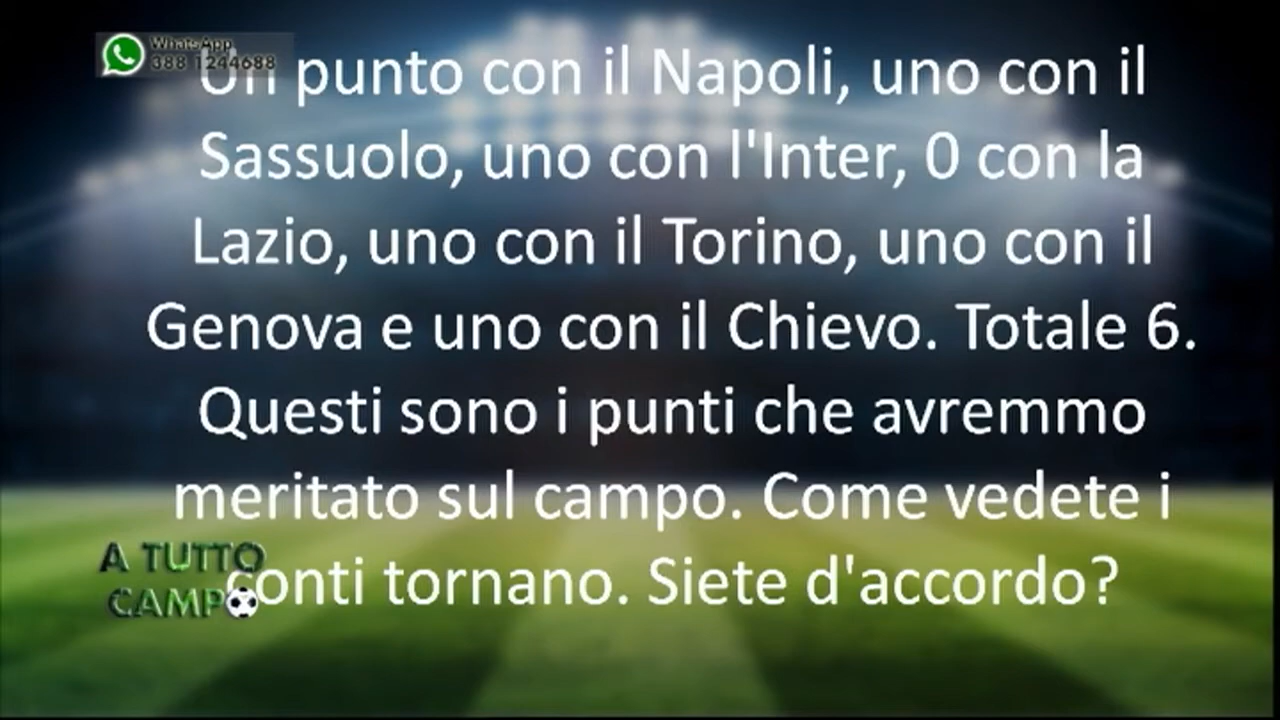 WhatsApp
388 1244688
Un punto con il Napoli, uno con il
Sassuolo, uno con l'Inter, 0 con la
Lazio, uno con il Torino, uno con il
Genova e uno con il Chievo. Totale 6.
Questi sono i punti che avremmo
meritato sul campo. Come vedete i
conti tornano. Siete d'accordo?
A TUTTO
CAMPO